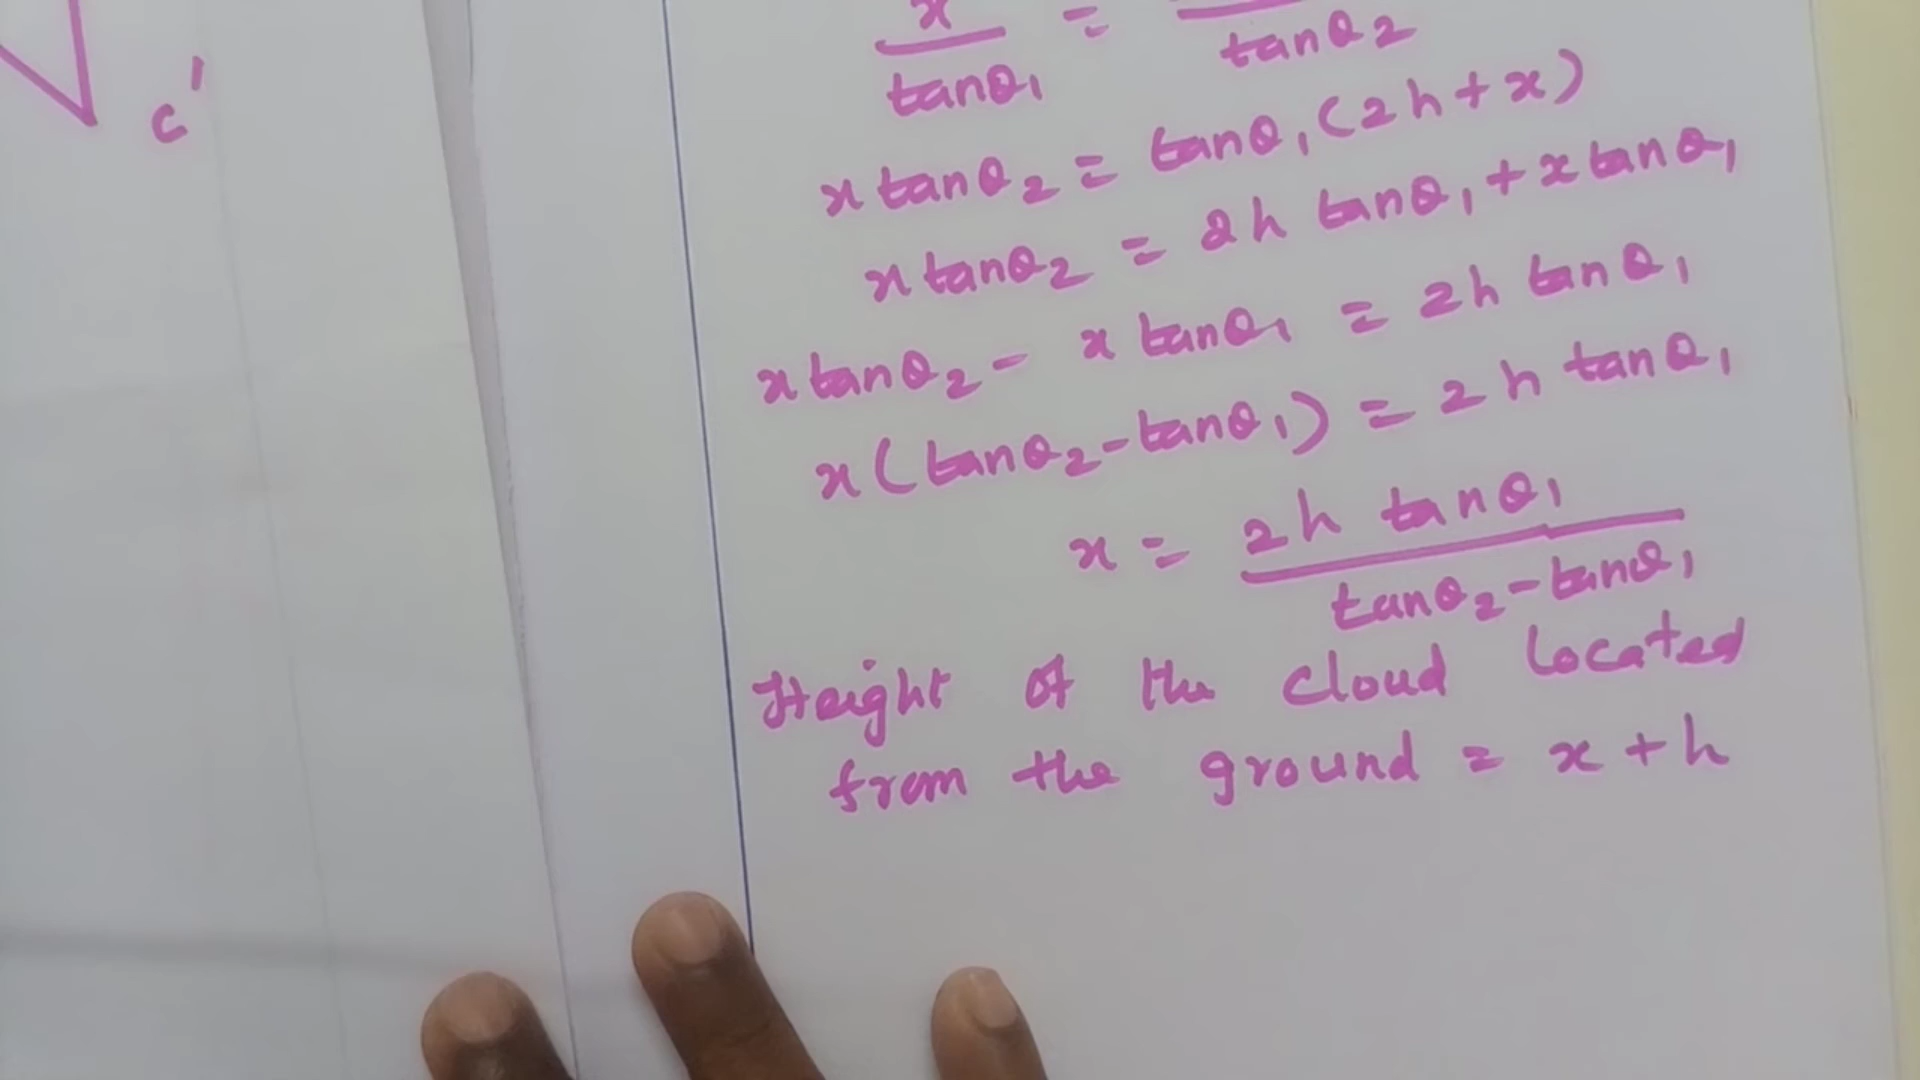 c'
x/tanθ1 = /tanθ2
x tanθ2 = tanθ1 (2h + x)
x tanθ2 = 2h tanθ1 + x tanθ1
x tanθ2 - x tanθ1 = 2h tanθ1
x (tanθ2 - tanθ1) = 2h tanθ1
x = 2h tanθ1 / tanθ2 - tanθ1
Height of the cloud located
from the ground = x + h